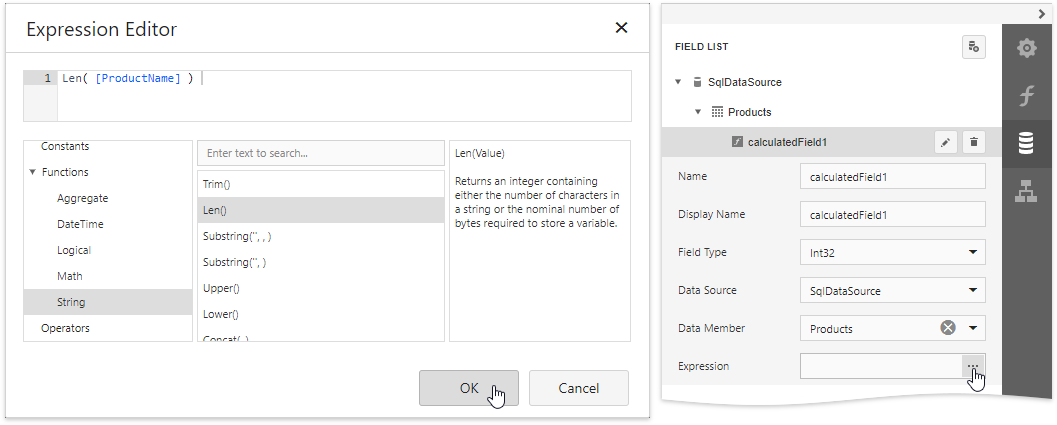 Expression Editor
1 Len( [ProductName] )
Constants
Functions
Aggregate
DateTime
Logical
Math
String
Operators
Enter text to search...
Trim()
Len()
Substring('', , )
Substring('', )
Upper()
Lower()
Concat(, )
Len(Value)
Returns an integer containing
either the number of characters in
a string or the nominal number of
bytes required to store a variable.
OK
Cancel
FIELD LIST
SqlDataSource
Products
calculatedField1
Name calculatedField1
Display Name calculatedField1
Field Type Int32
Data Source SqlDataSource
Data Member Products
Expression ...